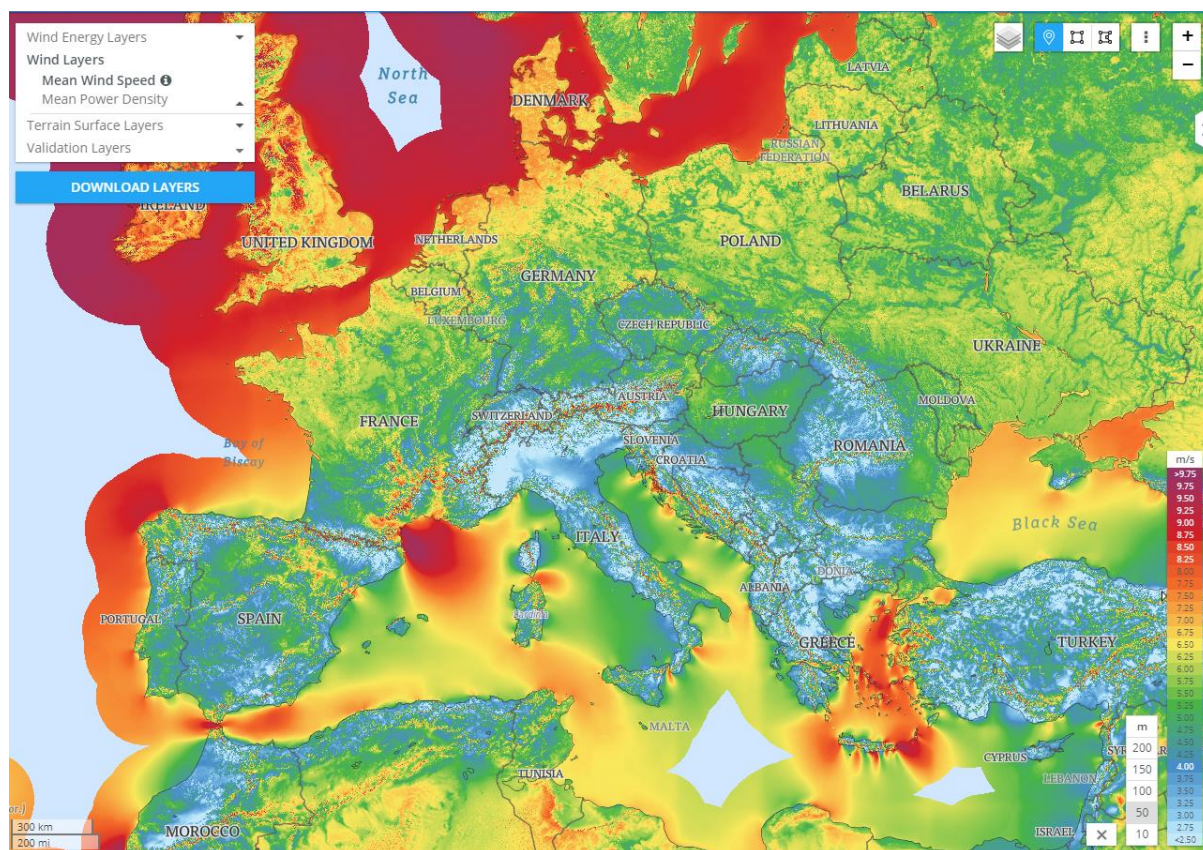 Wind Energy Layers
Wind Layers
Mean Wind Speed
Mean Power Density
Terrain Surface Layers
Validation Layers
DOWNLOAD LAYERS
+
−
North
Sea
DENMARK
LATVIA
LITHUANIA
RUSSIAN
FEDERATION
BELARUS
IRELAND
UNITED KINGDOM
NETHERLANDS
POLAND
GERMANY
BELGIUM
LUXEMBOURG
CZECH REPUBLIC
UKRAINE
AUSTRIA
MOLDOVA
SWITZERLAND
HUNGARY
FRANCE
SLOVENIA
ROMANIA
CROATIA
Bay of
Biscay
Black Sea
ITALY
ALBANIA
DONIA
Sardinia
PORTUGAL
SPAIN
GREECE
TURKEY
MALTA
CYPRUS
LEBANON
TUNISIA
MOROCCO
ISRAEL
or.)
300 km
200 mi
m
200
150
100
50
10
m/s
>9.75
9.75
9.50
9.25
9.00
8.75
8.50
8.25
8.00
7.75
7.50
7.25
7.00
6.75
6.50
6.25
6.00
5.75
5.50
5.25
5.00
4.75
4.50
4.25
4.00
3.75
3.50
3.25
3.00
2.75
<2.50